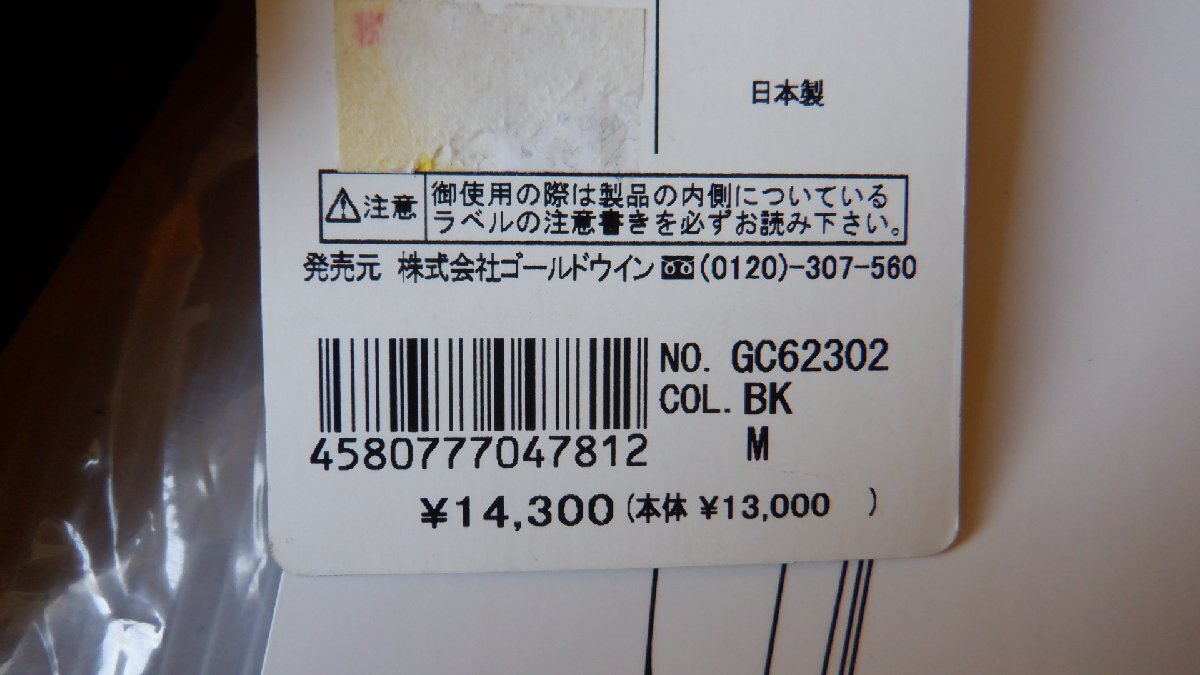 日本製
注意
御使用の際は製品の内側についている
ラベルの注意書きを必ずお読み下さい。
発売元 株式会社ゴールドウイン (0120)-307-560
NO. GC62302
COL. BK
M
4580777047812
¥14,300 (本体 ¥13,000 )